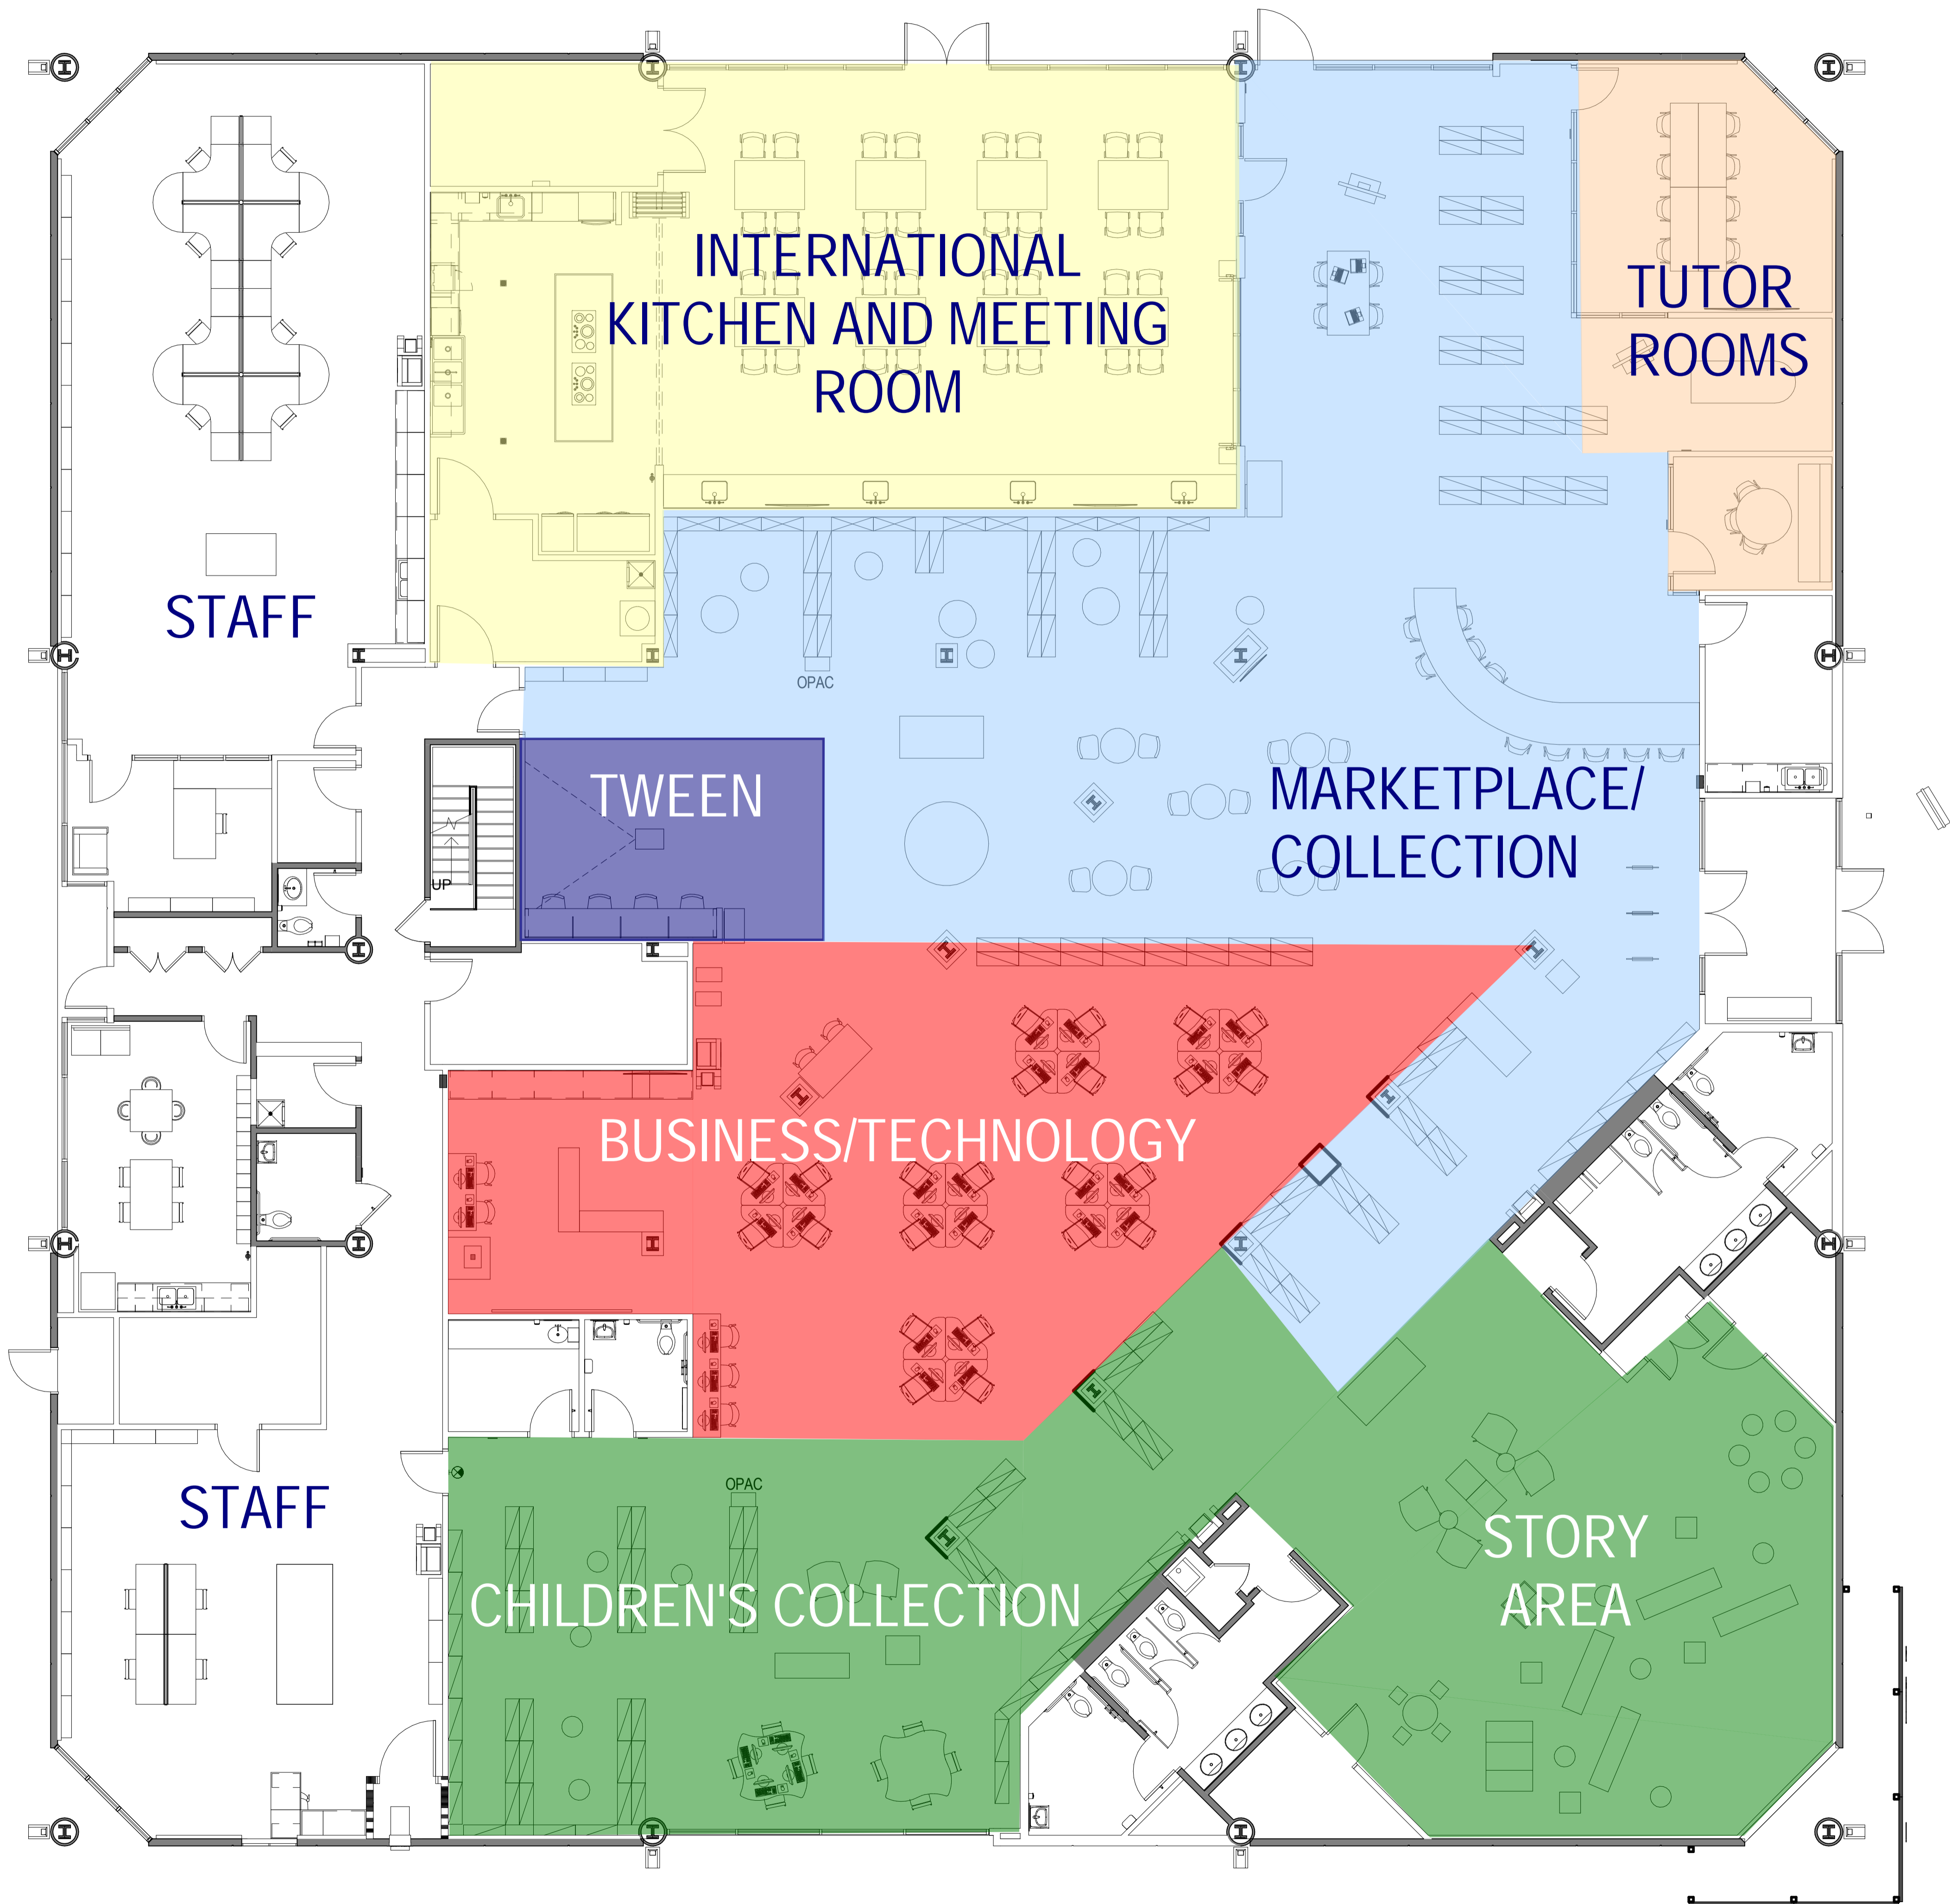 INTERNATIONAL
KITCHEN AND MEETING
ROOM
TUTOR
ROOMS
STAFF
OPAC
TWEEN
MARKETPLACE/
COLLECTION
UP
BUSINESS/TECHNOLOGY
OPAC
STAFF
CHILDREN'S COLLECTION
STORY
AREA